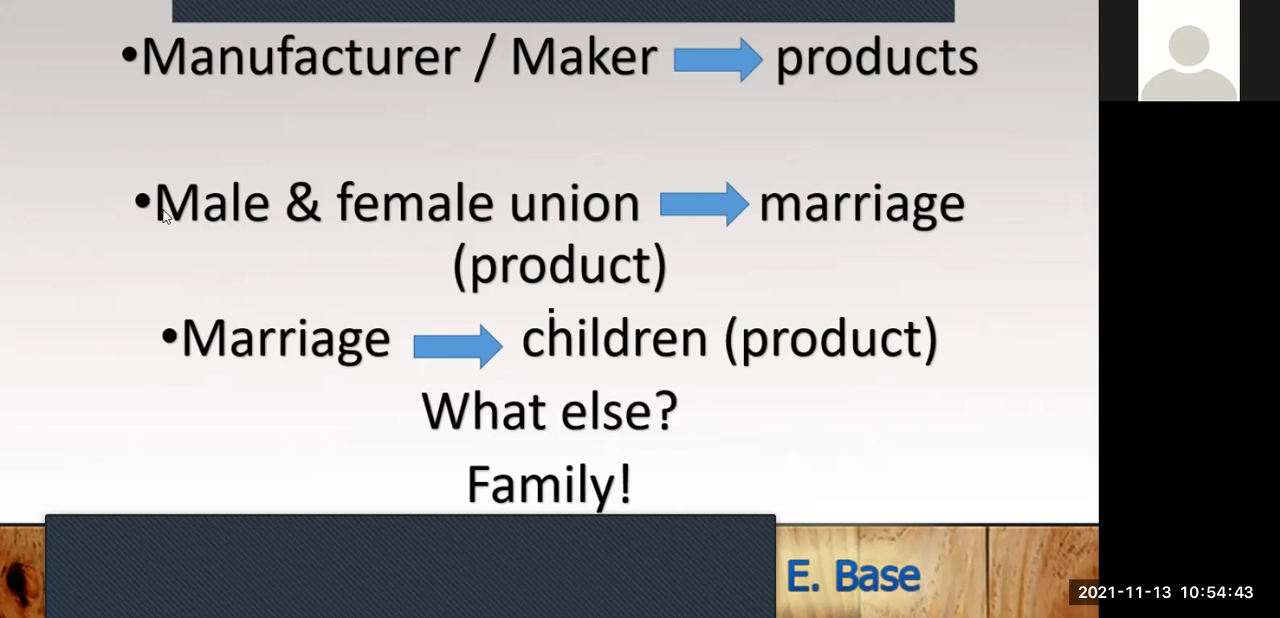 •Manufacturer / Maker products
•Male & female union marriage
(product)
•Marriage children (product)
What else?
Family!
E. Base
2021-11-13 10:54:43